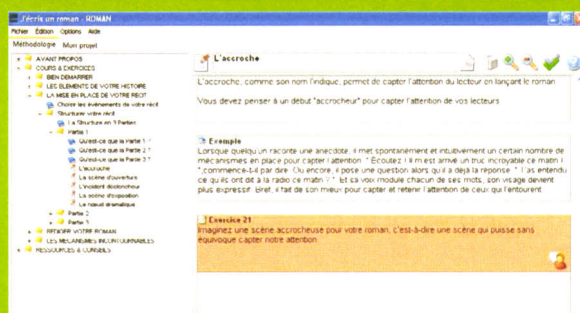 J'écris un roman - ROMAN
Fichier Édition Options Aide
Méthodologie Mon projet
AVANT PROPOS
COURS & EXERCICES
BIEN DEMARRER
LES ELEMENTS DE VOTRE HISTOIRE
LA MISE EN PLACE DE VOTRE RECIT
Choisir les événements de votre récit
Structurer votre récit
La Structure en 3 Parties
Partie 1
Qu'est-ce que la Partie 1 ?
Qu'est-ce que la Partie 2 ?
Qu'est-ce que la Partie 3 ?
L'accroche
La scène d'ouverture
L'incident déclencheur
La scène d'exposition
Le noeud dramatique
Partie 2
Partie 3
REDIGER VOTRE ROMAN
LES MECANISMES INCONTOURNABLES
RESSOURCES & CONSEILS
L'accroche
L'accroche, comme son nom l'indique, permet de capter l'attention du lecteur en lançant le roman
Vous devez penser à un début "accrocheur" pour capter l'attention de vos lecteurs
Exemple
Lorsque quelqu'un raconte une anecdote, il met spontanément et intuitivement un certain nombre de
mécanismes en place pour capter l'attention. " Écoutez ! Il m'est arrivé un truc incroyable ce matin !
" commence-t-il par dire. Ou encore, il pose une question alors qu'il a déjà la réponse. " T'as entendu
ce qu'ils ont dit à la radio ce matin ? " Et sa voix module chacun de ses mots, son visage devient
plus expressif. Bref, il fait de son mieux pour capter et retenir l'attention de ceux qui l'entourent
Exercice 21
Imaginez une scène accrocheuse pour votre roman, c'est-à-dire une scène qui puisse sans
équivoque capter notre attention